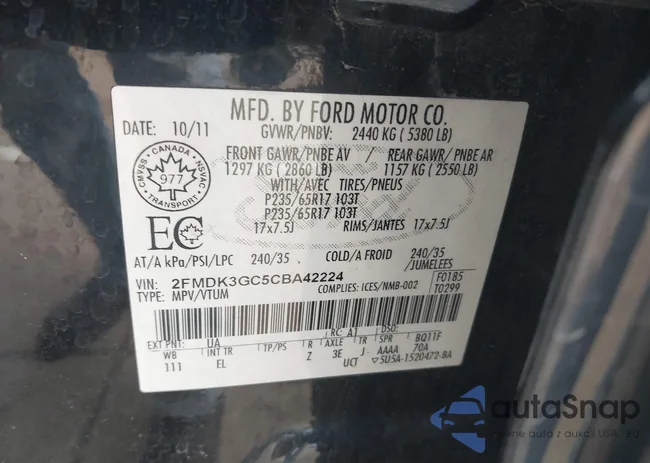 MFD. BY FORD MOTOR CO.
DATE: 10/11 GVWR/PNBV: 2440 KG ( 5380 LB)
FRONT GAWR/PNBE AV REAR GAWR/ PNBE AR
1297 KG ( 2860 LB) 1157 KG ( 2550 LB)
WITH/AVEC TIRES/PNEUS
P235/65R17 103T
P235/65R17 103T
17x7.5J RIMS/JANTES 17x7.5J
CANADA
CMVSS NSVAC
977
TRANSPORT
EC
AT/A kPa/PSI/LPC 240/35 COLD/A FROID 240/35 /JUMELEES
VIN: 2FMDK3GC5CBA42224 F0185
TYPE: MPV/VTUM COMPLIES: ICES/NMB-002 T0299
EXT PNT: UA RC: A1 DSO:
WB INT TR TP/PS R AXLE TR SPR BQ11F
111 EL Z 3E J AAAA 70A
UCT 5U5A-1520472-BA
autaSnap